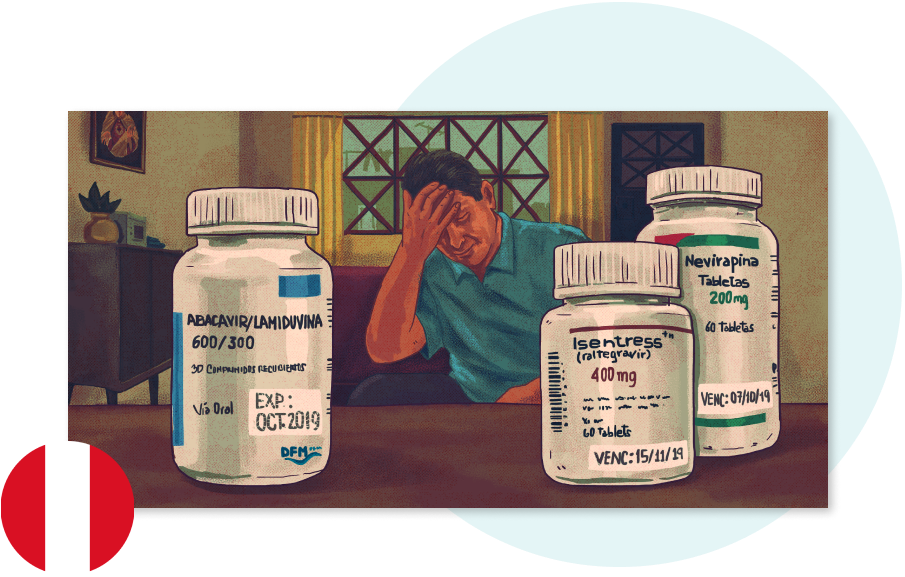 ABACAVIR/LAMIDUVINA
600/300
30 COMPRIMIDOS RECUBIERTOS
Vía Oral
EXP:
OCT.2019
DFM
Isentress
(raltegravir)
400mg
60 Tablets
VENC:15/11/19
Nevirapina
Tabletas
200mg
60 Tabletas
VENC:07/10/19